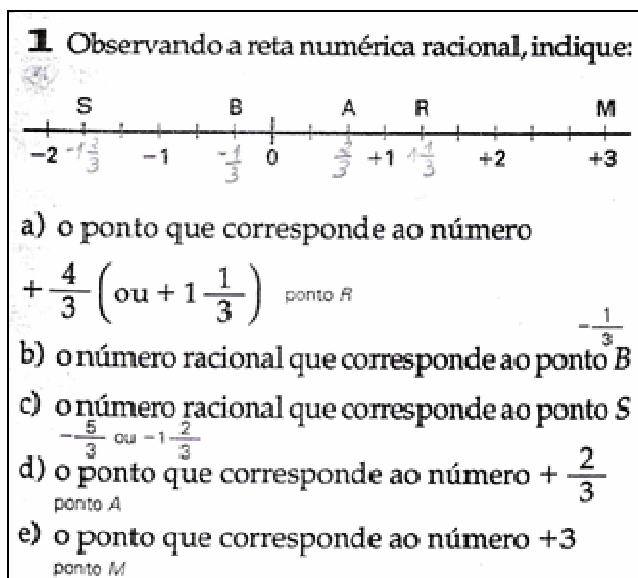 1 Observando a reta numérica racional, indique:
S B A R M
−2 -1 2/3 −1 -1/3 0 2/3 +1 1 1/3 +2 +3
a) o ponto que corresponde ao número
+ 4/3 (ou + 1 1/3) ponto R
-1/3
b) o número racional que corresponde ao ponto B
c) o número racional que corresponde ao ponto S
-5/3 ou -1 2/3
d) o ponto que corresponde ao número + 2/3
ponto A
e) o ponto que corresponde ao número +3
ponto M